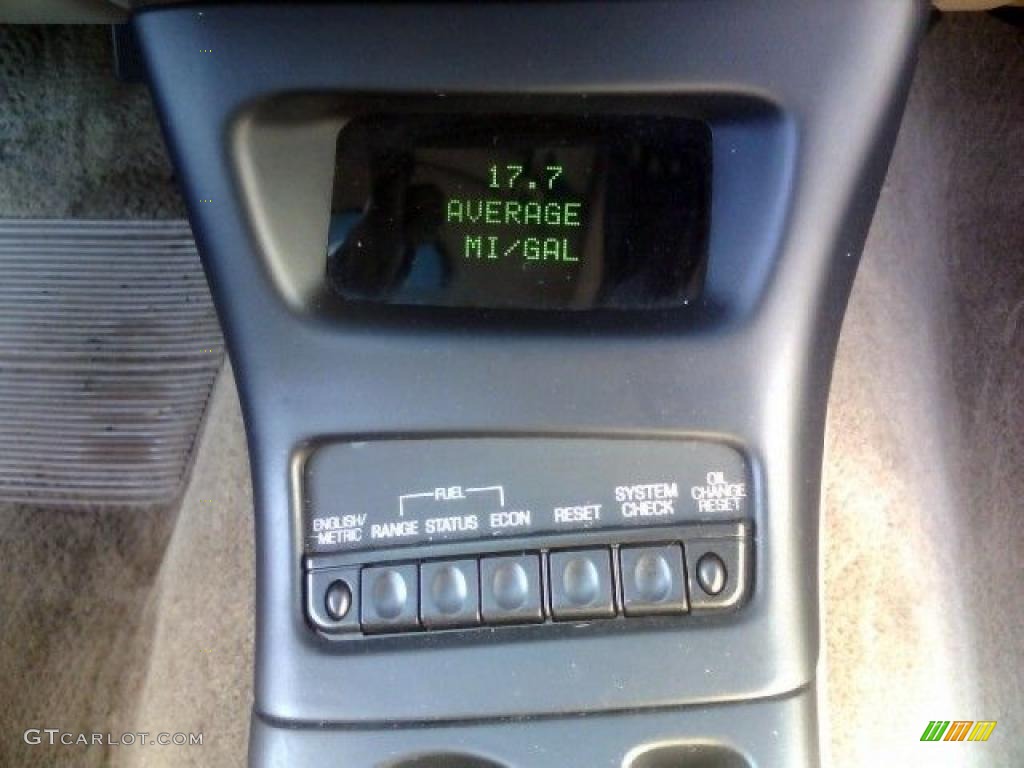 17.7
AVERAGE
MI/GAL
FUEL
ENGLISH/
METRIC
RANGE STATUS ECON
RESET
SYSTEM
CHECK
OIL
CHANGE
RESET
GTCARLOT.COM